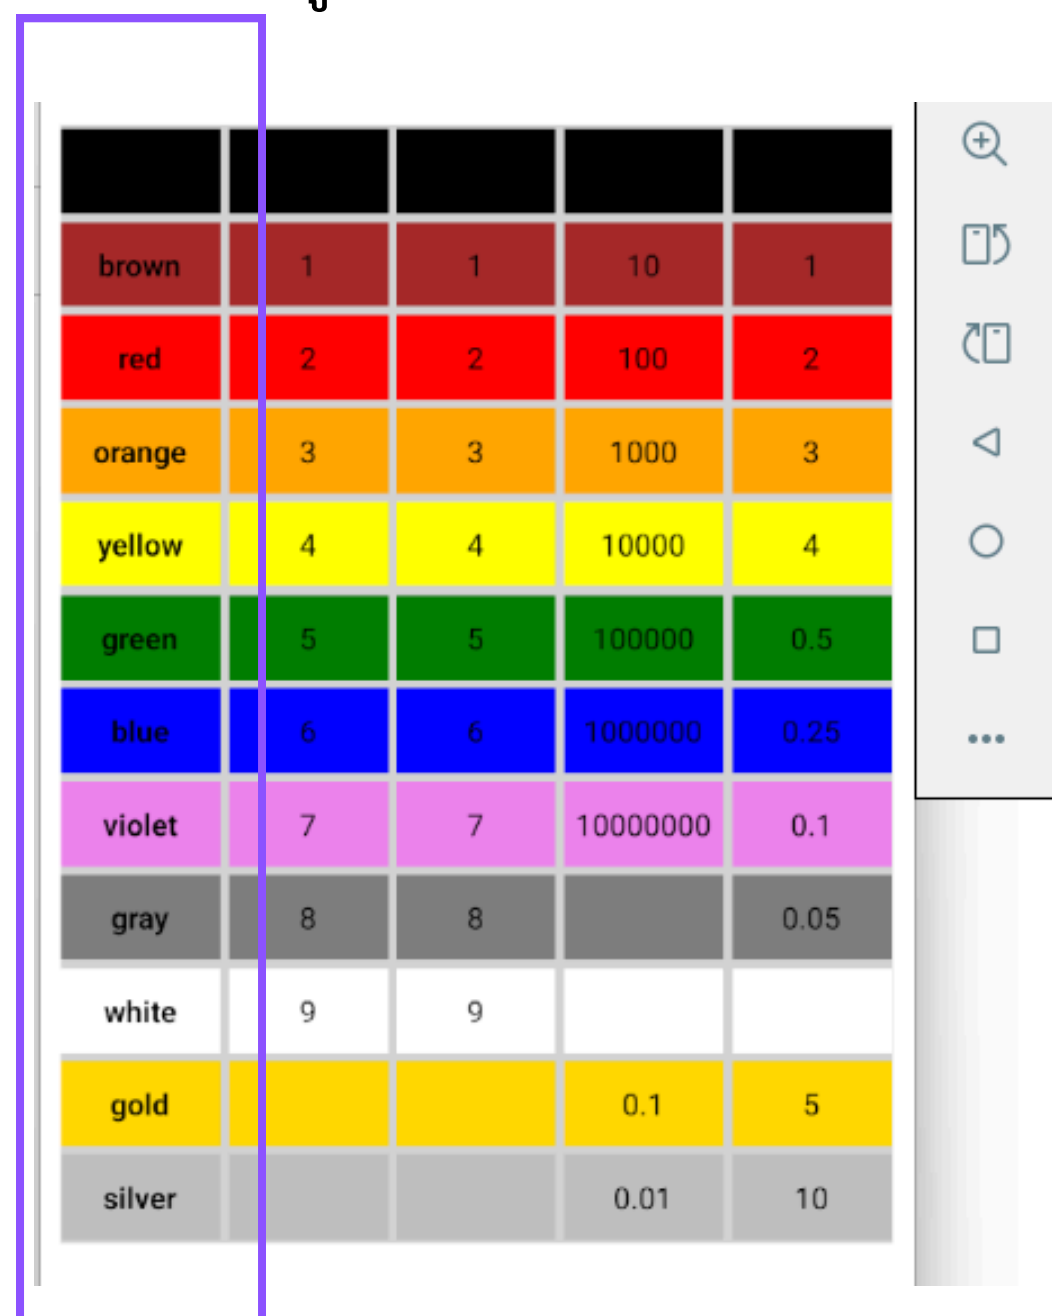 brown 1 1 10 1
red 2 2 100 2
orange 3 3 1000 3
yellow 4 4 10000 4
green 5 5 100000 0.5
blue 6 6 1000000 0.25
violet 7 7 10000000 0.1
gray 8 8 0.05
white 9 9
gold 0.1 5
silver 0.01 10